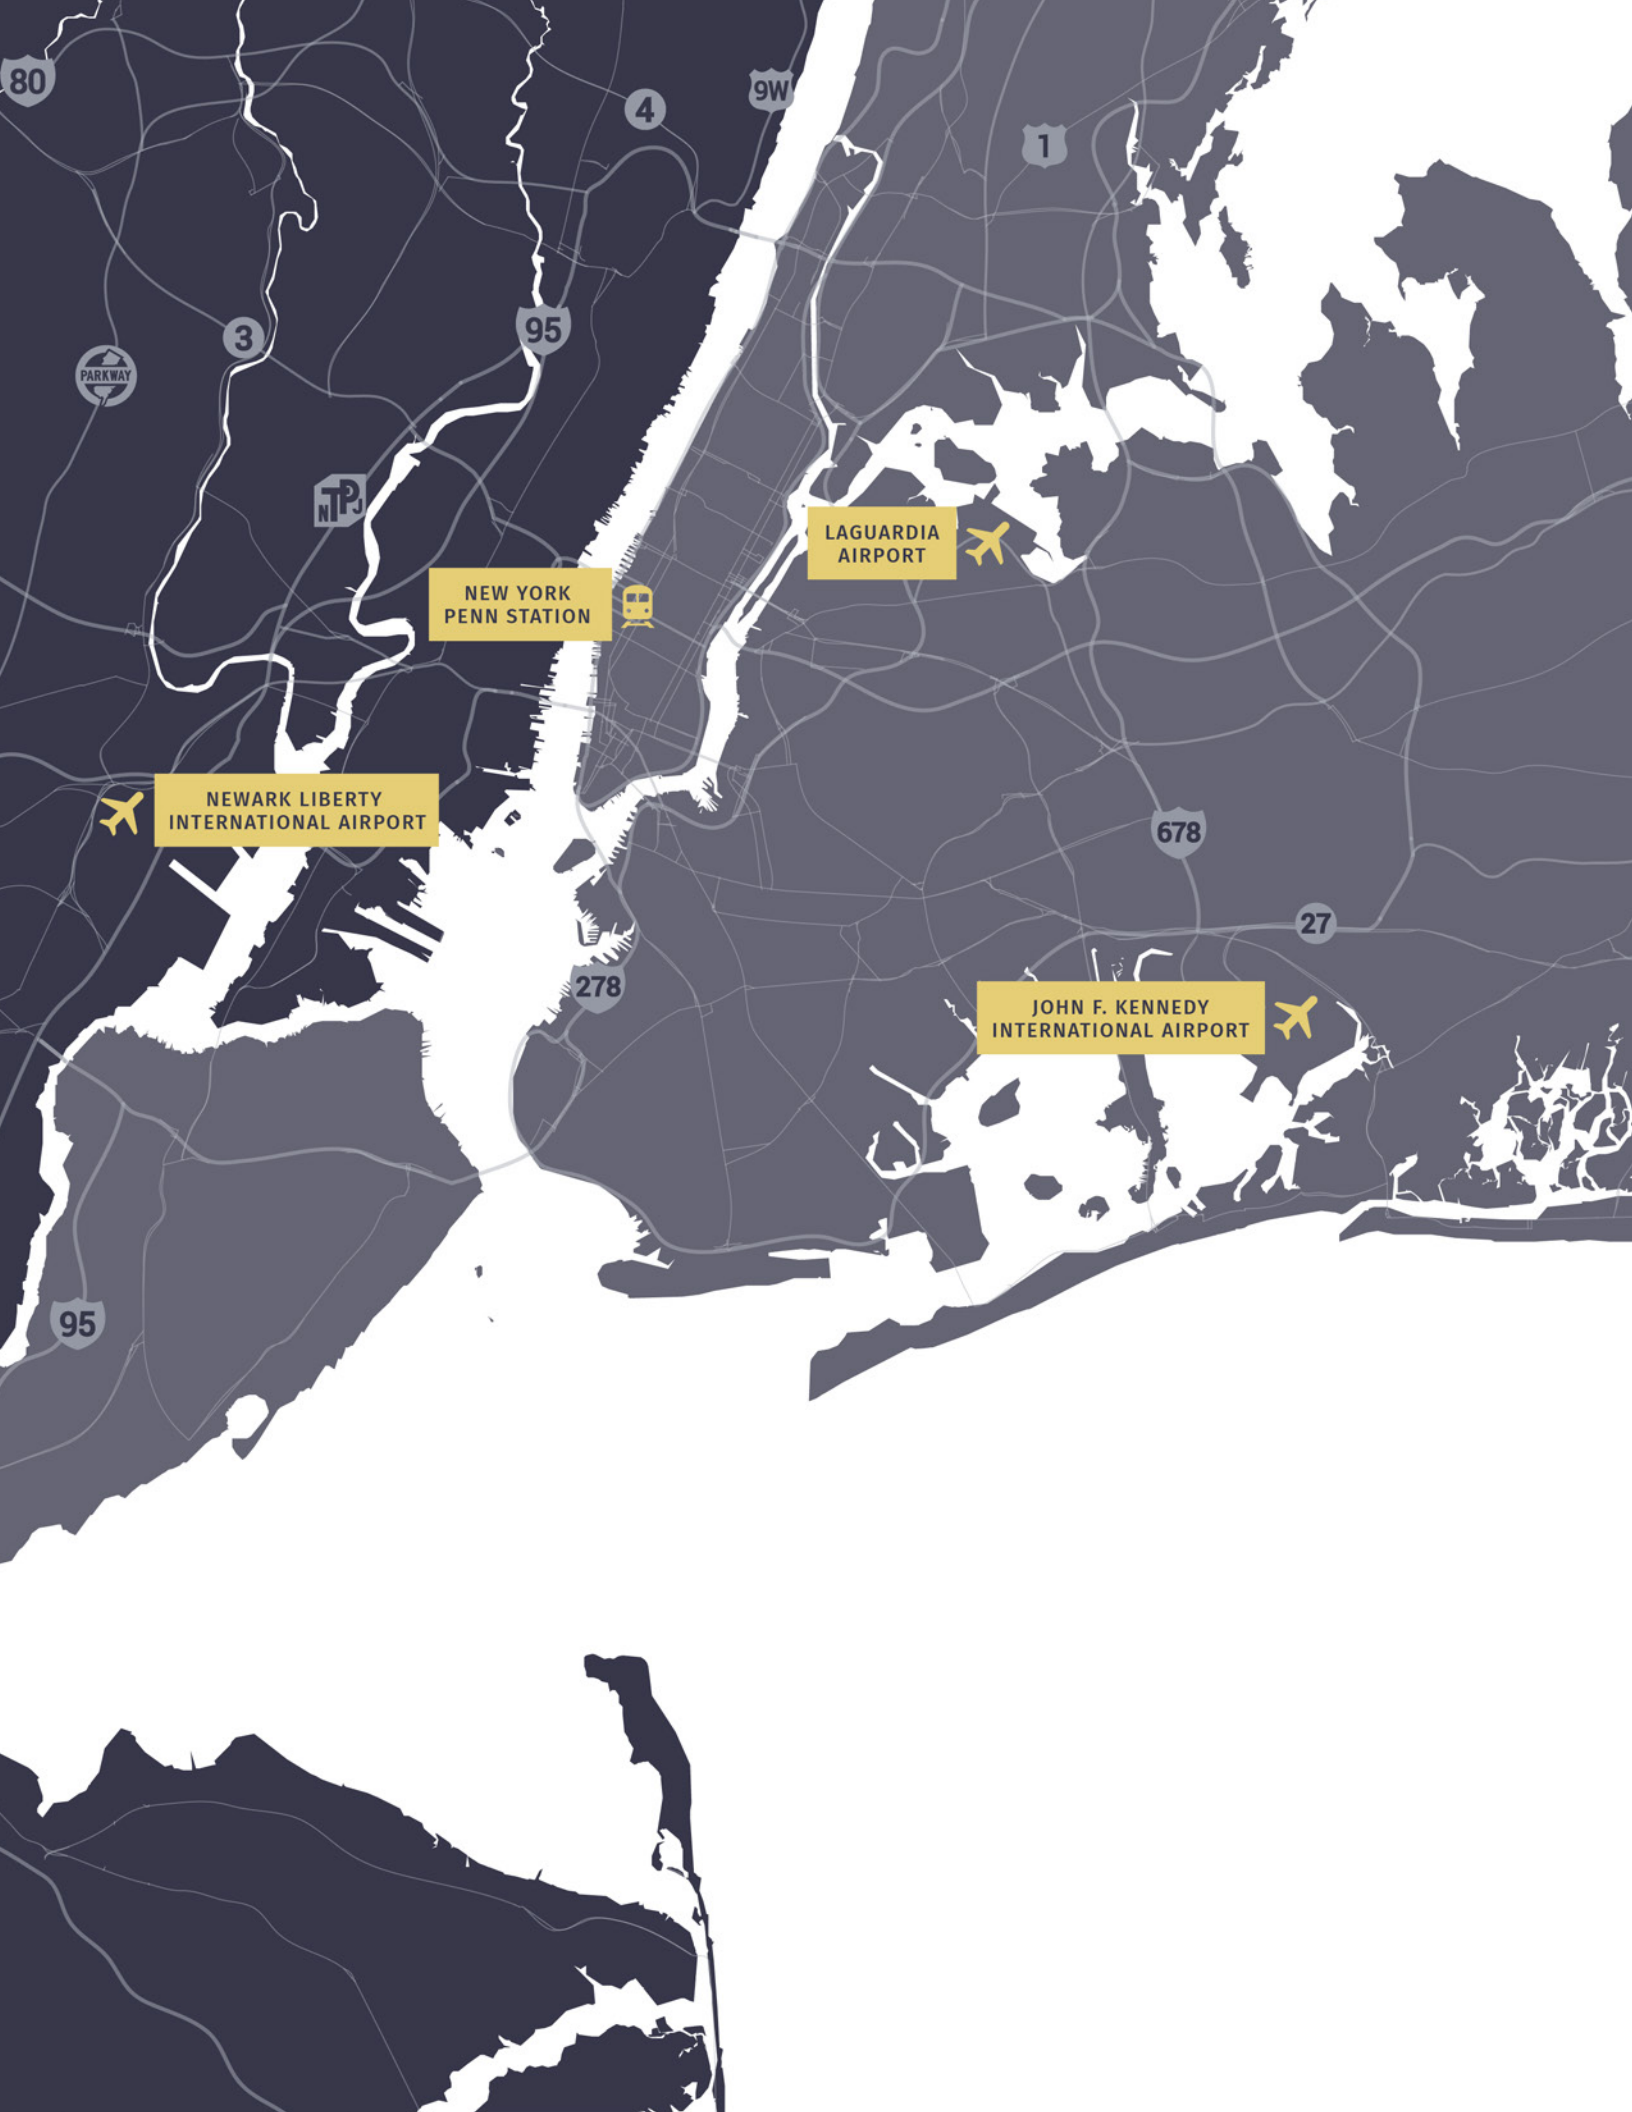 80
4
9W
1
3
95
PARKWAY
NTPJ
LAGUARDIA
AIRPORT
NEW YORK
PENN STATION
NEWARK LIBERTY
INTERNATIONAL AIRPORT
678
27
278
JOHN F. KENNEDY
INTERNATIONAL AIRPORT
95